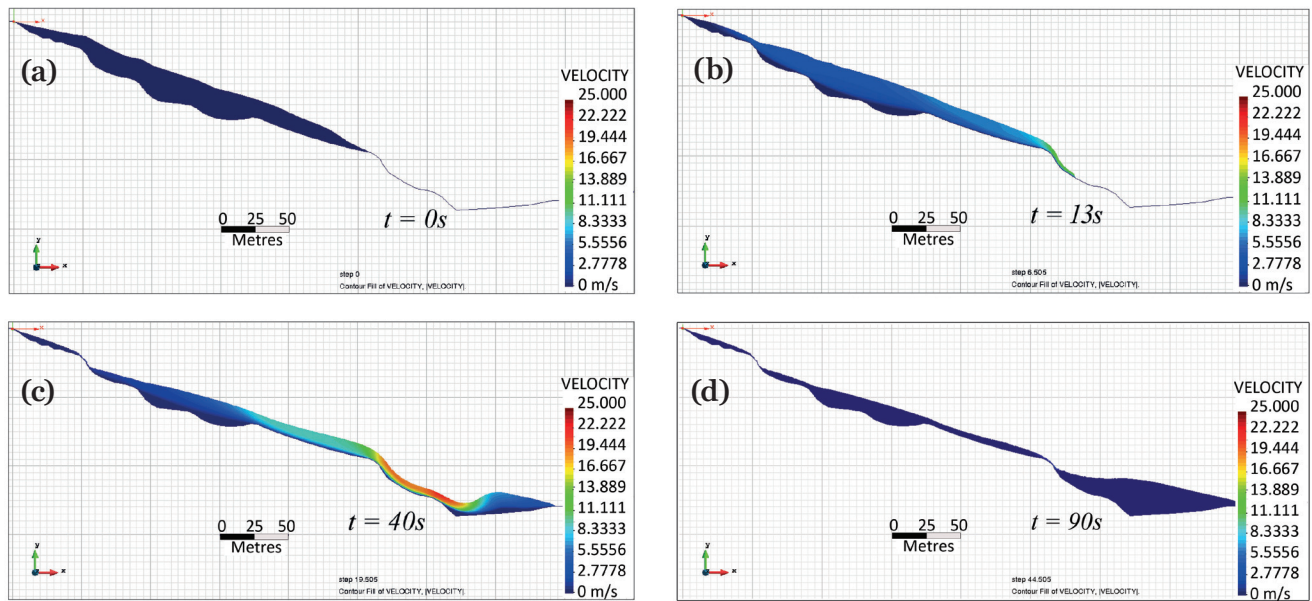 (a)
x
VELOCITY
25.000
22.222
19.444
16.667
13.889
11.111
8.3333
5.5556
2.7778
0 m/s
0 25 50
Metres
t = 0s
y
x
step 0
Contour Fill of VELOCITY, |VELOCITY|.
(b)
x
VELOCITY
25.000
22.222
19.444
16.667
13.889
11.111
8.3333
5.5556
2.7778
0 m/s
0 25 50
Metres
t = 13s
y
x
step 6.505
Contour Fill of VELOCITY, |VELOCITY|.
(c)
x
VELOCITY
25.000
22.222
19.444
16.667
13.889
11.111
8.3333
5.5556
2.7778
0 m/s
t = 40s
0 25 50
Metres
y
x
step 19.505
Contour Fill of VELOCITY, |VELOCITY|.
(d)
x
VELOCITY
25.000
22.222
19.444
16.667
13.889
11.111
8.3333
5.5556
2.7778
0 m/s
0 25 50
Metres
t = 90s
y
x
step 44.505
Contour Fill of VELOCITY, |VELOCITY|.